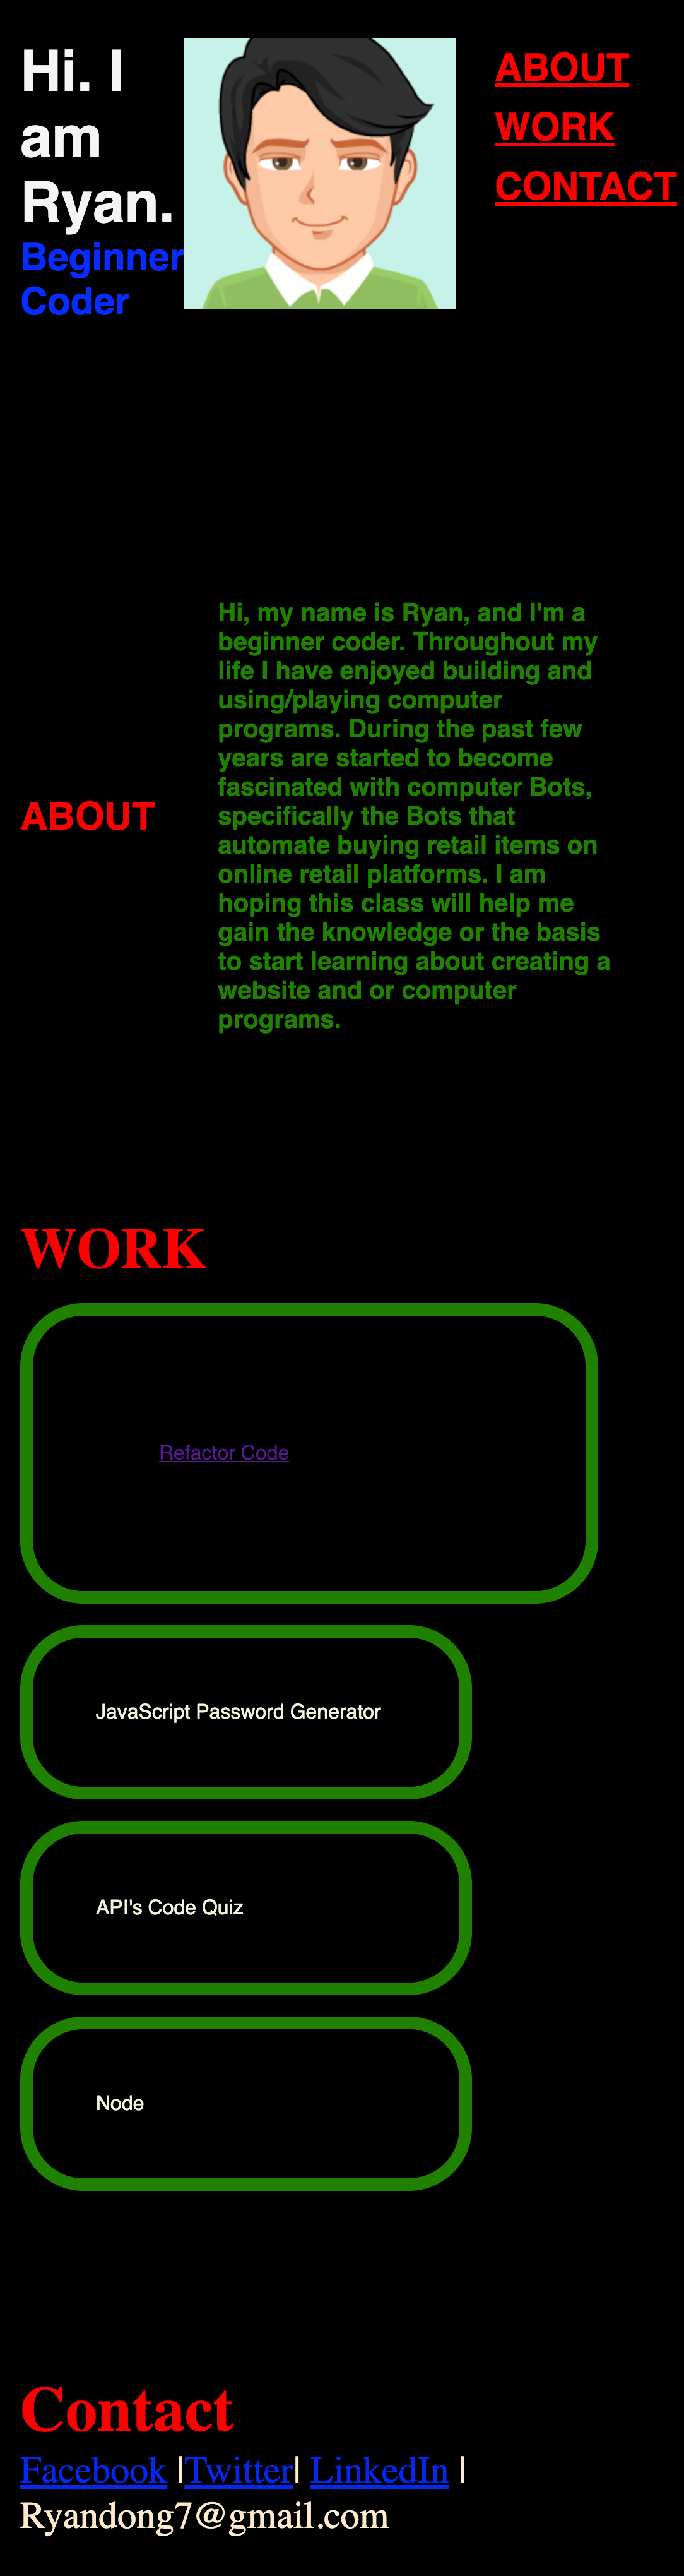 Hi. I
am
Ryan.
Beginner
Coder
ABOUT
WORK
CONTACT
ABOUT
Hi, my name is Ryan, and I'm a
beginner coder. Throughout my
life I have enjoyed building and
using/playing computer
programs. During the past few
years are started to become
fascinated with computer Bots,
specifically the Bots that
automate buying retail items on
online retail platforms. I am
hoping this class will help me
gain the knowledge or the basis
to start learning about creating a
website and or computer
programs.
WORK
Refactor Code
JavaScript Password Generator
API's Code Quiz
Node
Contact
Facebook |Twitter| LinkedIn |
Ryandong7@gmail.com